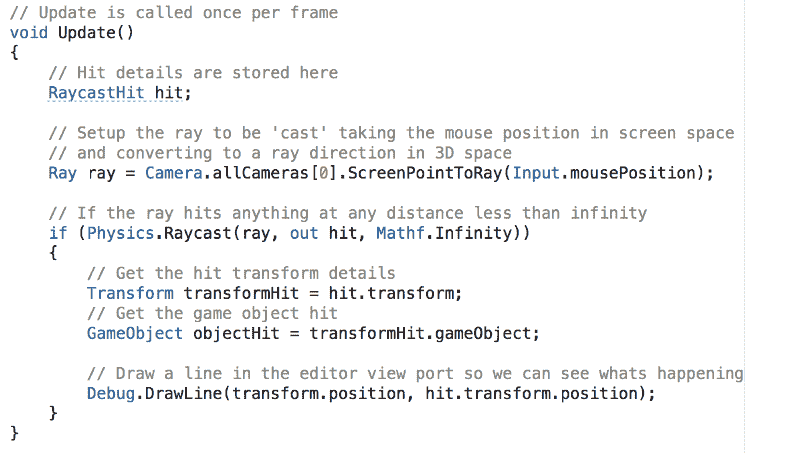 // Update is called once per frame
void Update()
{
    // Hit details are stored here
    RaycastHit hit;

    // Setup the ray to be 'cast' taking the mouse position in screen space
    // and converting to a ray direction in 3D space
    Ray ray = Camera.allCameras[0].ScreenPointToRay(Input.mousePosition);

    // If the ray hits anything at any distance less than infinity
    if (Physics.Raycast(ray, out hit, Mathf.Infinity))
    {
        // Get the hit transform details
        Transform transformHit = hit.transform;
        // Get the game object hit
        GameObject objectHit = transformHit.gameObject;

        // Draw a line in the editor view port so we can see whats happening
        Debug.DrawLine(transform.position, hit.transform.position);
    }
}